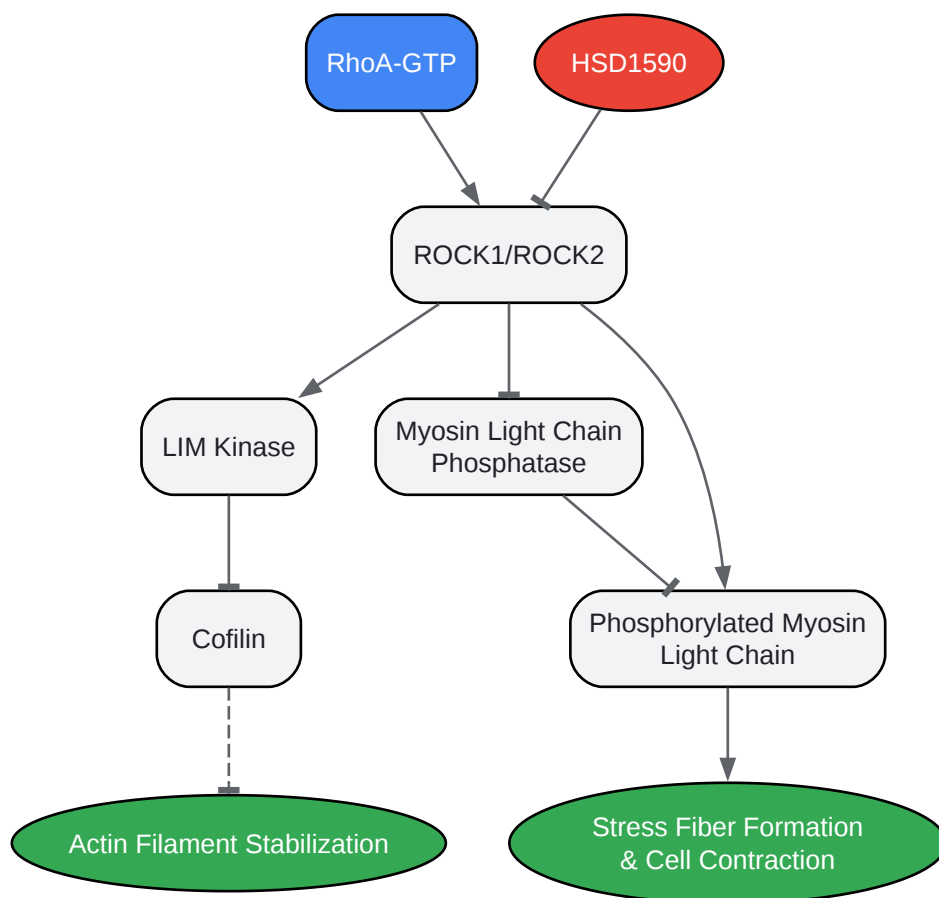 RhoA-GTP
HSD1590
ROCK1/ROCK2
LIM Kinase
Myosin Light Chain
Phosphatase
Cofilin
Phosphorylated Myosin
Light Chain
Actin Filament Stabilization
Stress Fiber Formation
& Cell Contraction